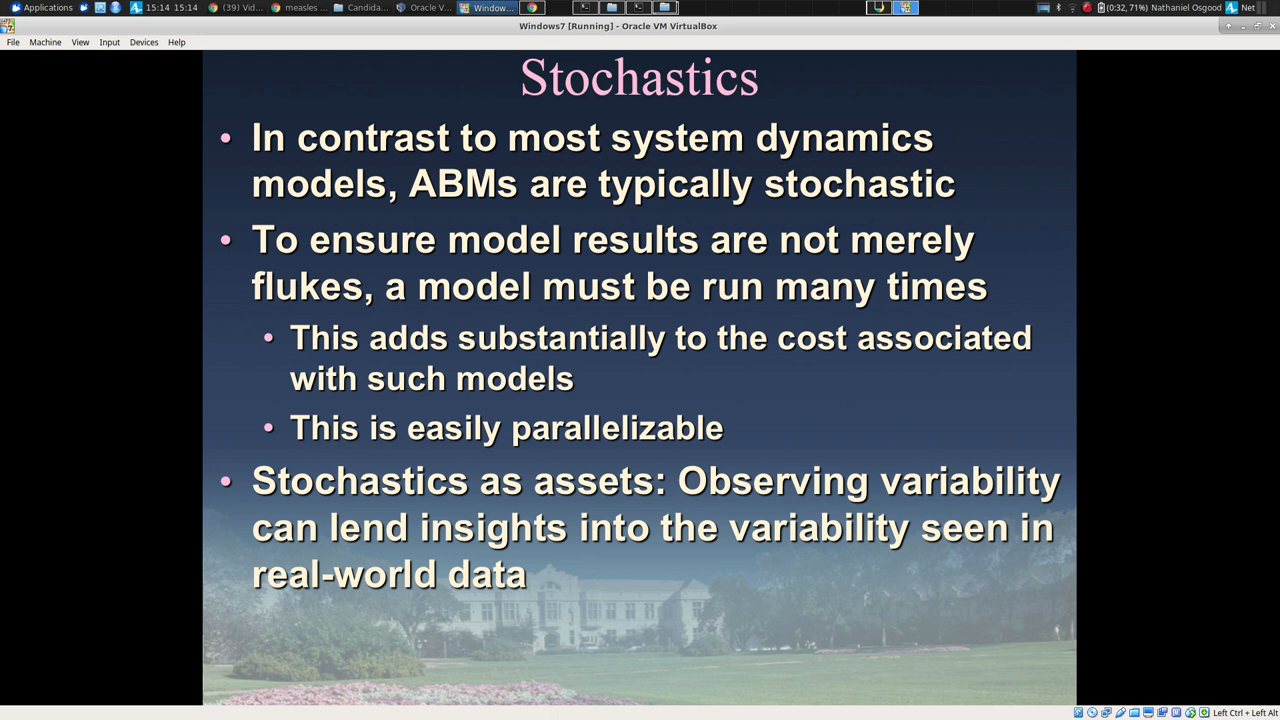 Applications
15:14 15:14
(39) Vid...
measles ...
Candida...
Oracle V...
Window...
(0:32, 71%) Nathaniel Osgood
Net
Windows7 [Running] - Oracle VM VirtualBox
File Machine View Input Devices Help
Stochastics
• In contrast to most system dynamics
models, ABMs are typically stochastic
• To ensure model results are not merely
flukes, a model must be run many times
• This adds substantially to the cost associated
with such models
• This is easily parallelizable
• Stochastics as assets: Observing variability
can lend insights into the variability seen in
real-world data
Left Ctrl + Left Alt